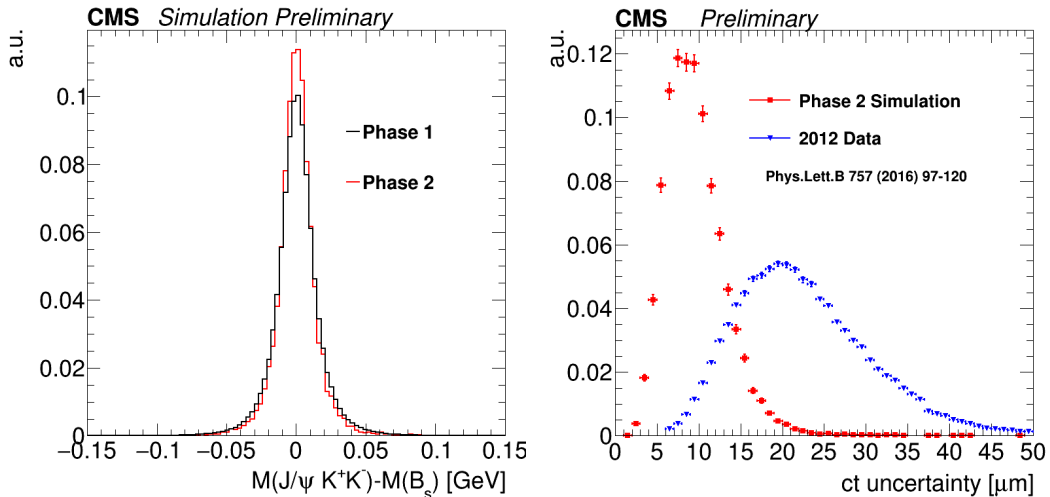 CMS Simulation Preliminary
a.u.
0.1
0.08
0.06
0.04
0.02
0
Phase 1
Phase 2
−0.15 −0.1 −0.05 0 0.05 0.1 0.15
M(J/ψ K⁺K⁻)-M(Bₛ) [GeV]
CMS Preliminary
a.u.
0.12
0.1
0.08
0.06
0.04
0.02
0
Phase 2 Simulation
2012 Data
Phys.Lett.B 757 (2016) 97-120
0 5 10 15 20 25 30 35 40 45 50
ct uncertainty [μm]